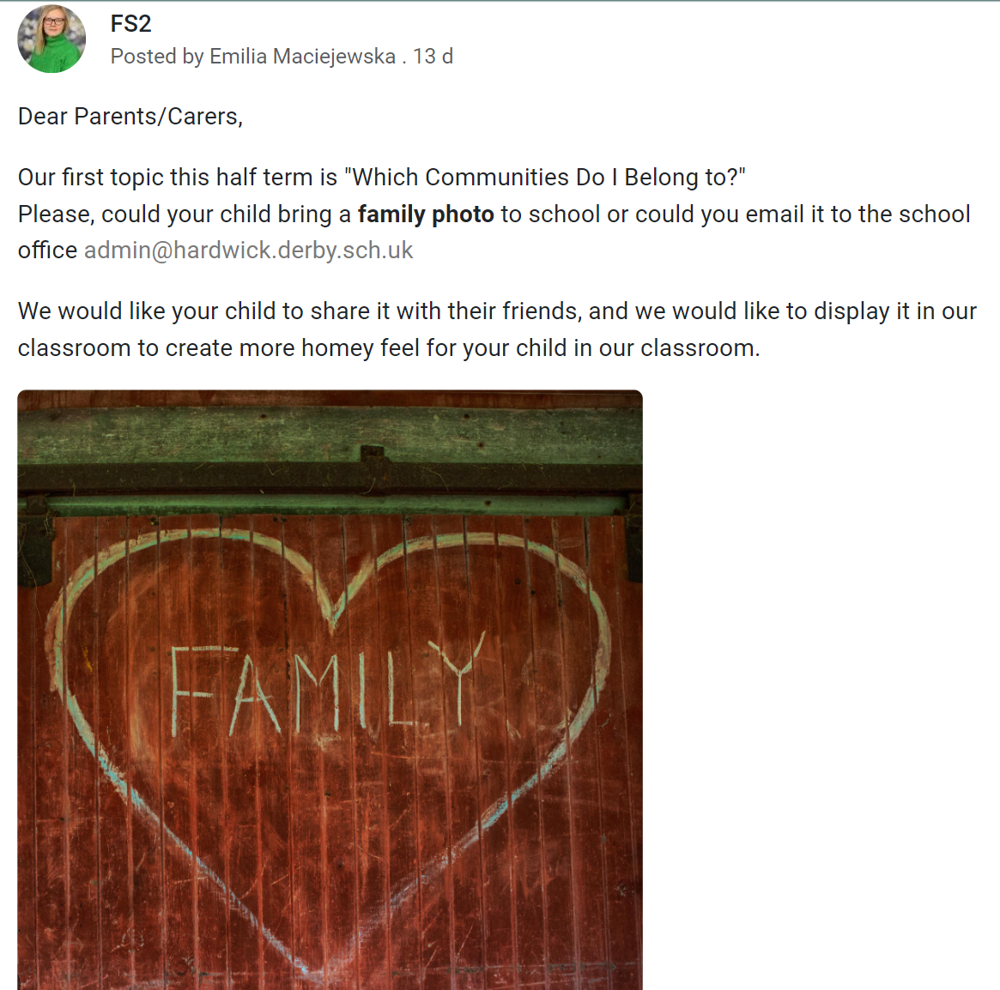 FS2
Posted by Emilia Maciejewska . 13 d
Dear Parents/Carers,
Our first topic this half term is "Which Communities Do I Belong to?"
Please, could your child bring a family photo to school or could you email it to the school
office admin@hardwick.derby.sch.uk
We would like your child to share it with their friends, and we would like to display it in our
classroom to create more homey feel for your child in our classroom.
FAMILY